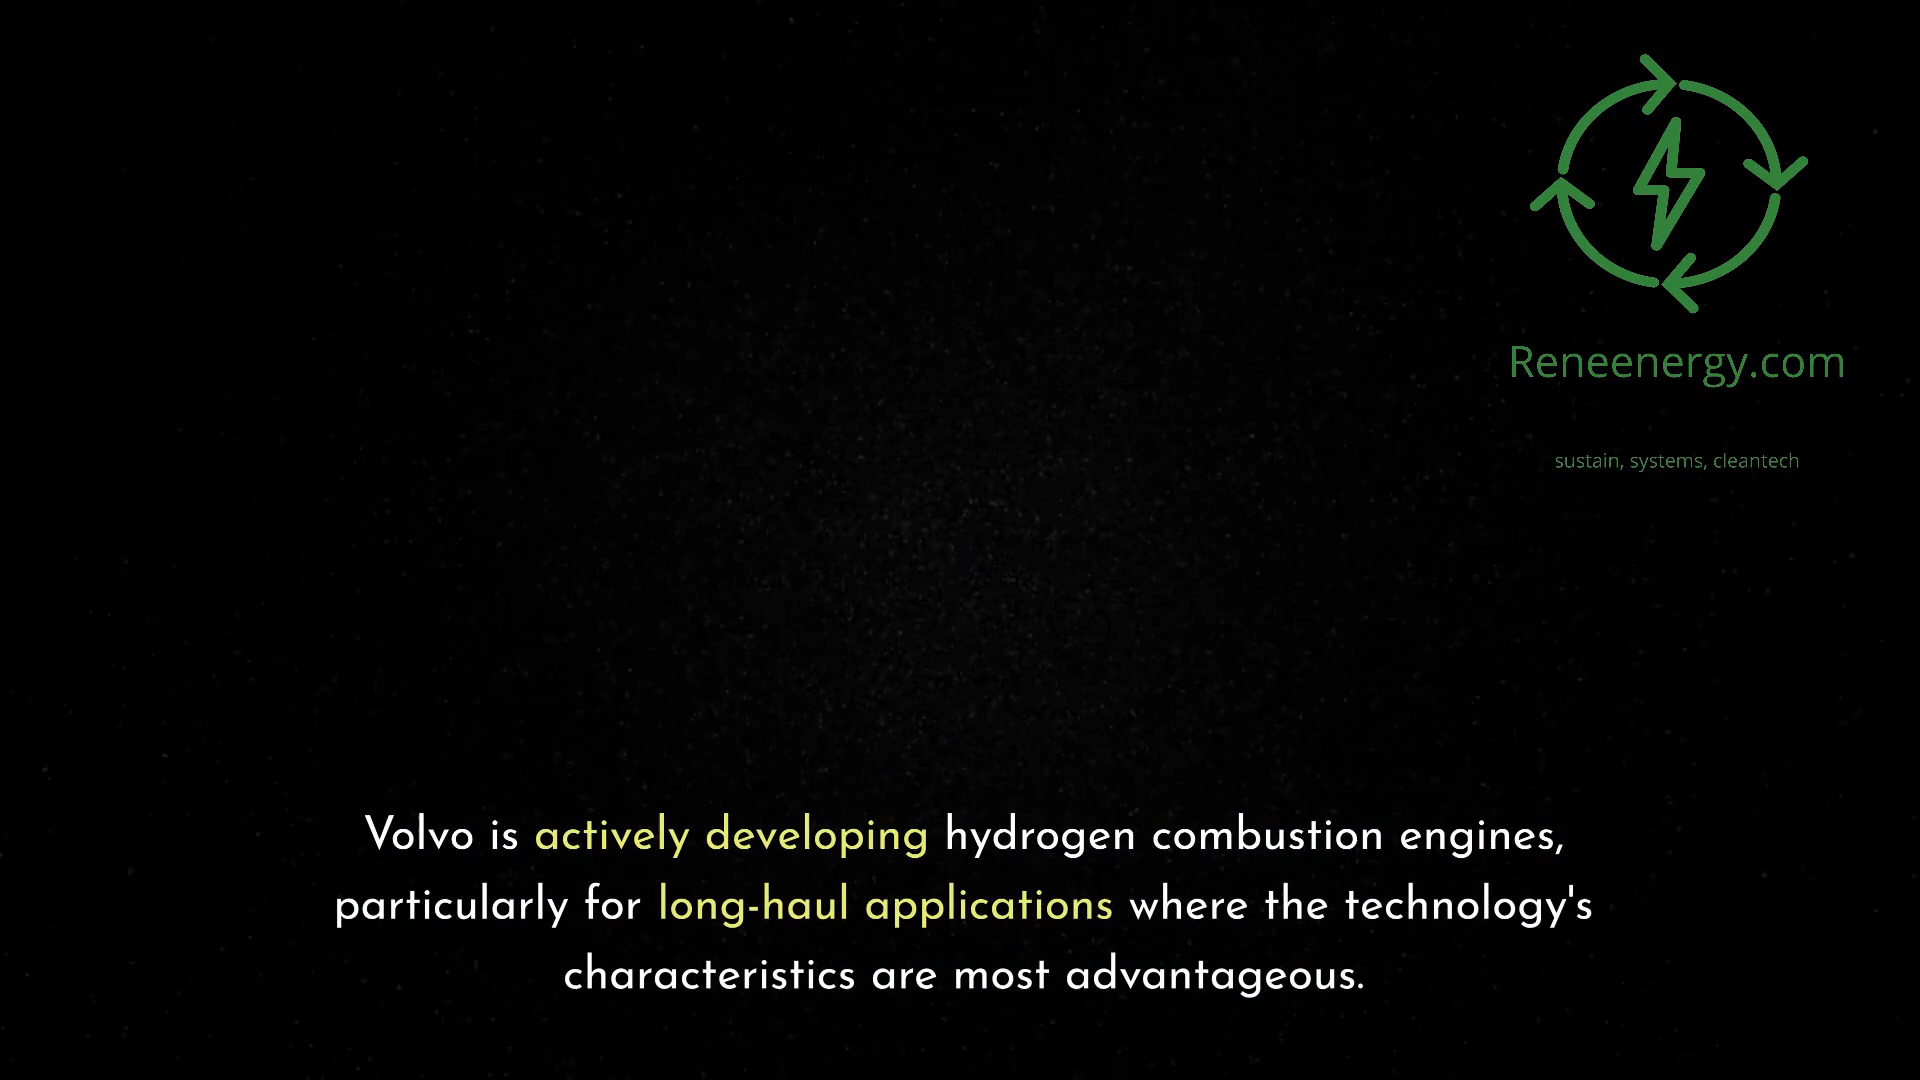 Reneenergy.com
sustain, systems, cleantech
Volvo is actively developing hydrogen combustion engines,
particularly for long-haul applications where the technology's
characteristics are most advantageous.